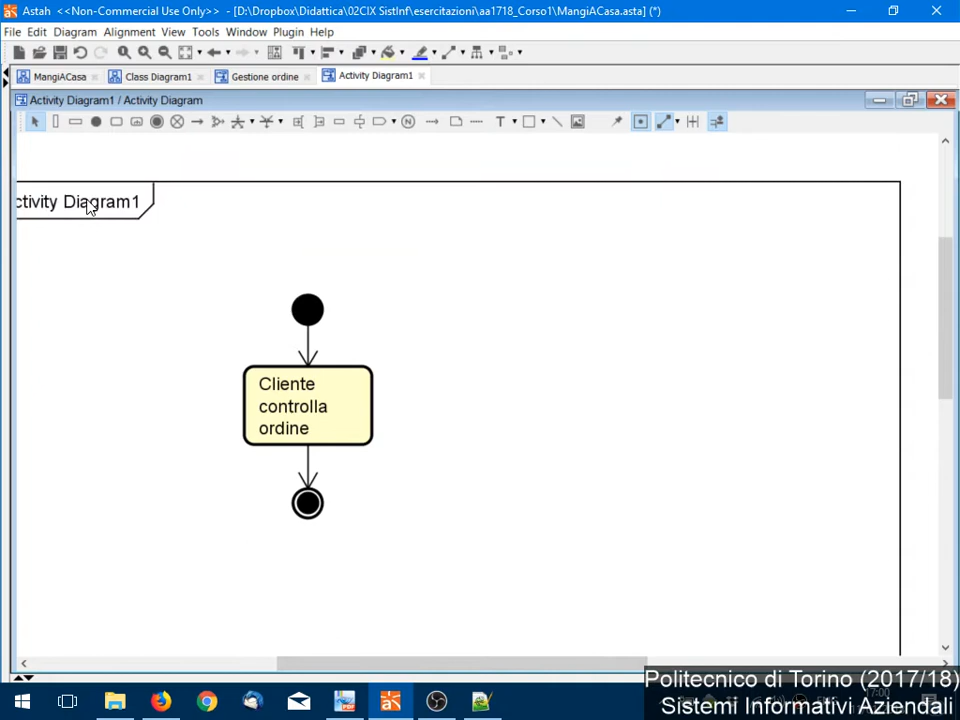 Astah <<Non-Commercial Use Only>> - [D:\Dropbox\Didattica\02CIX SistInf\esercitazioni\aa1718_Corso1\MangiACasa.asta] (*)
File Edit Diagram Alignment View Tools Window Plugin Help
MangiACasa Class Diagram1 Gestione ordine Activity Diagram1
Activity Diagram1 / Activity Diagram
N T
ctivity Diagram1
Cliente
controlla
ordine
Politecnico di Torino (2017/18)
Sistemi Informativi Aziendali